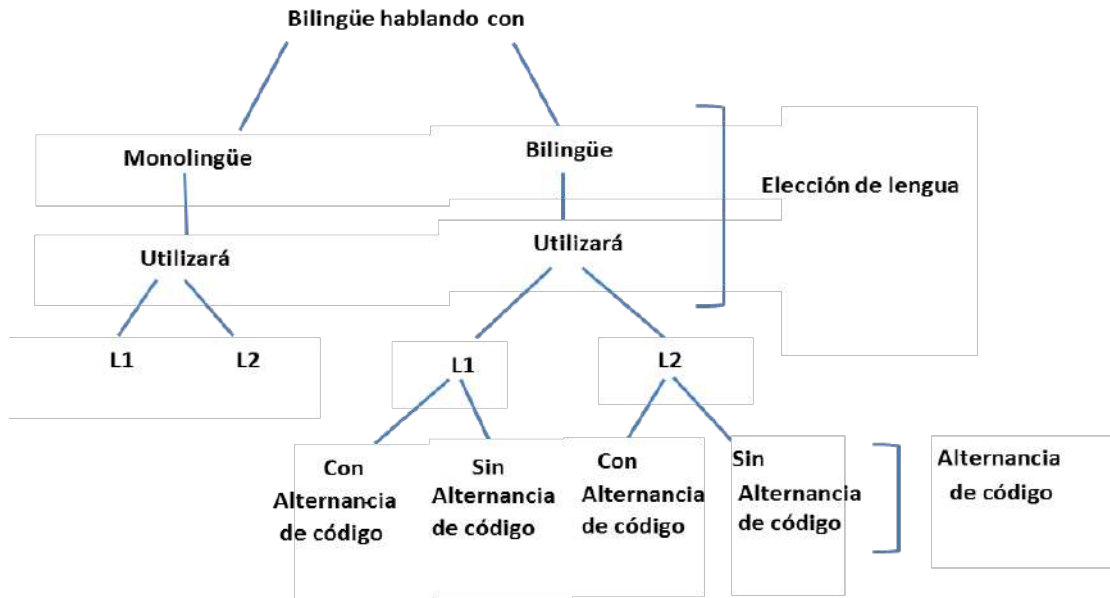 Bilingüe hablando con
Monolingüe
Bilingüe
Elección de lengua
Utilizará
Utilizará
L1
L2
L1
L2
Con
Alternancia
de código
Sin
Alternancia
de código
Con
Alternancia
de código
Sin
Alternancia
de código
Alternancia
de código